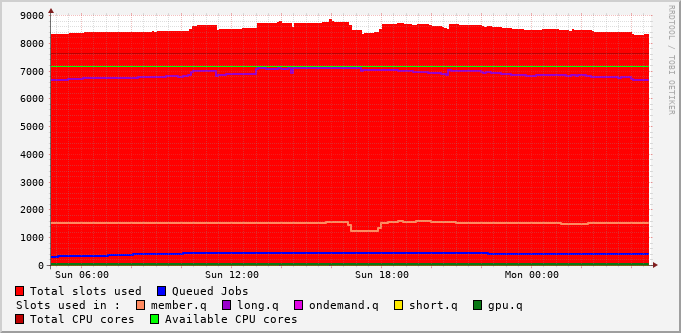 9000
8000
7000
6000
5000
4000
3000
2000
1000
0
Sun 06:00 Sun 12:00 Sun 18:00 Mon 00:00
RRDTOOL / TOBI OETIKER
Total slots used Queued Jobs
Slots used in : member.q long.q ondemand.q short.q gpu.q
Total CPU cores Available CPU cores